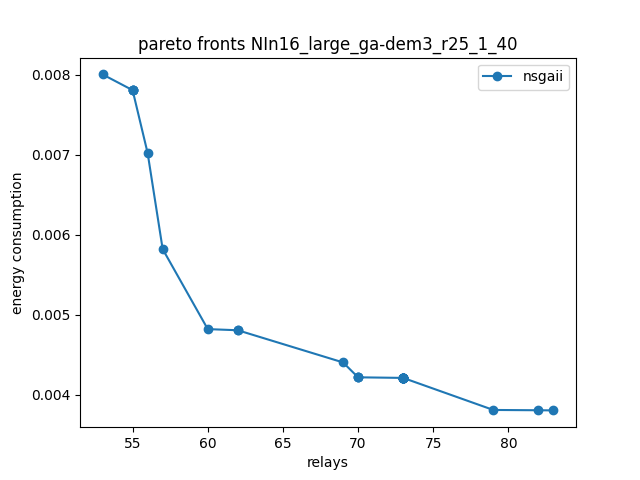 pareto fronts NIn16_large_ga-dem3_r25_1_40
nsgaii
0.008
0.007
0.006
0.005
0.004
energy consumption
55 60 65 70 75 80
relays